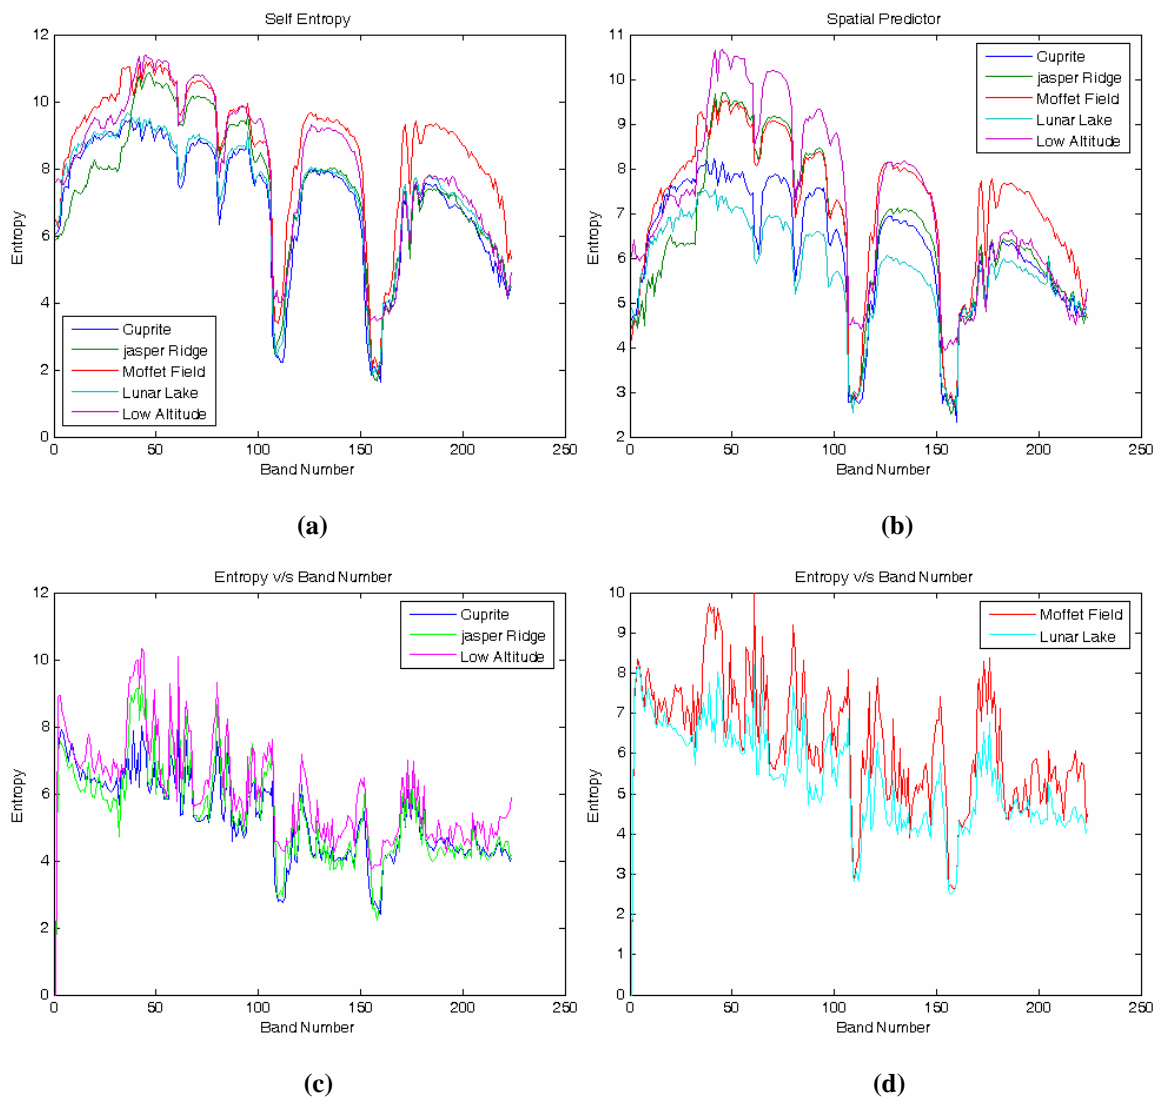 Self Entropy
12
10
8
6
4
2
0
Entropy
Cuprite
jasper Ridge
Moffet Field
Lunar Lake
Low Altitude
0 50 100 150 200 250
Band Number
(a)
Spatial Predictor
11
10
9
8
7
6
5
4
3
2
Entropy
Cuprite
jasper Ridge
Moffet Field
Lunar Lake
Low Altitude
0 50 100 150 200 250
Band Number
(b)
Entropy v/s Band Number
12
10
8
6
4
2
0
Entropy
Cuprite
jasper Ridge
Low Altitude
0 50 100 150 200 250
Band Number
(c)
Entropy v/s Band Number
10
9
8
7
6
5
4
3
2
1
0
Entropy
Moffet Field
Lunar Lake
0 50 100 150 200 250
Band Number
(d)